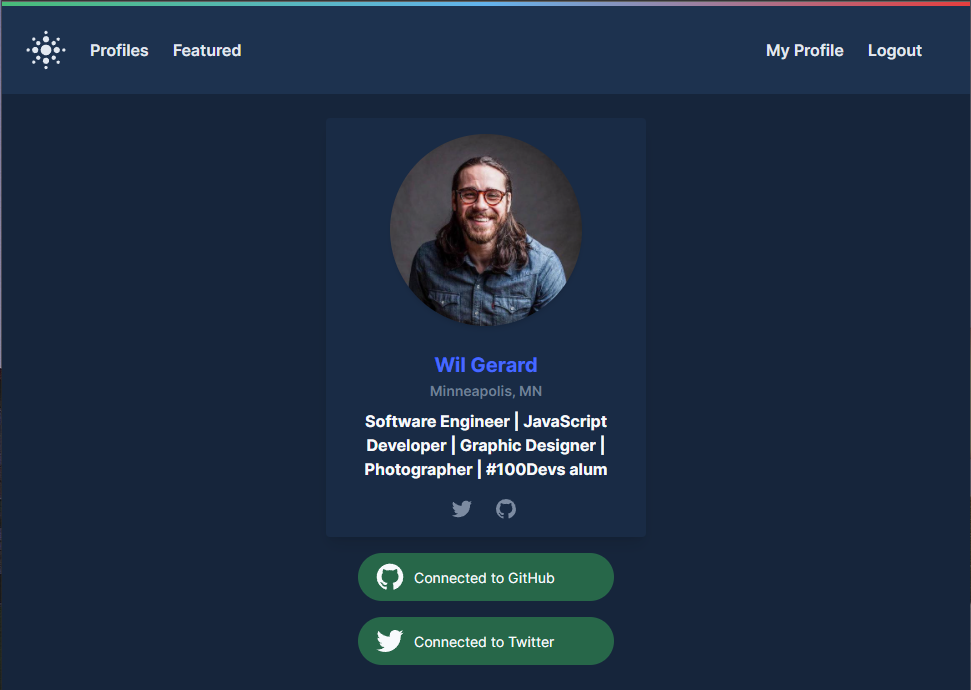 Profiles Featured My Profile Logout
Wil Gerard
Minneapolis, MN
Software Engineer | JavaScript
Developer | Graphic Designer |
Photographer | #100Devs alum
Connected to GitHub
Connected to Twitter